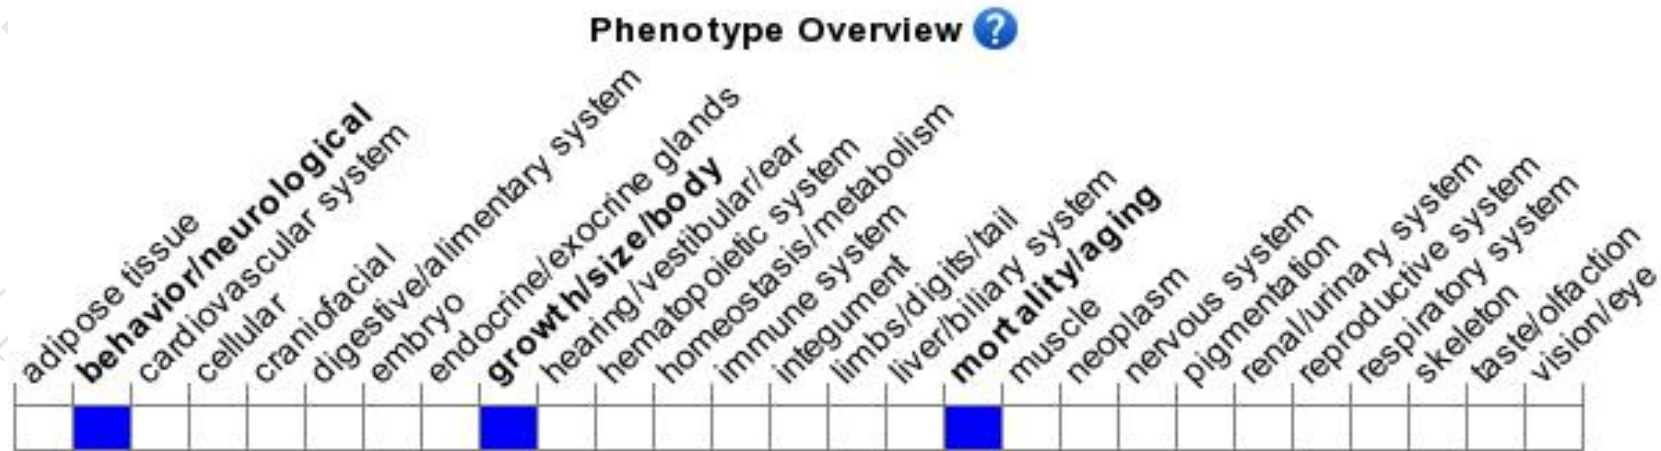 Phenotype Overview ?
adipose tissue
behavior/neurological
cardiovascular system
cellular
craniofacial
digestive/alimentary system
embryo
endocrine/exocrine glands
growth/size/body
hearing/vestibular/ear
hematopoietic system
homeostasis/metabolism
immune system
integument
limbs/digits/tail
liver/biliary system
mortality/aging
muscle
neoplasm
nervous system
pigmentation
renal/urinary system
reproductive system
respiratory system
skeleton
taste/olfaction
vision/eye